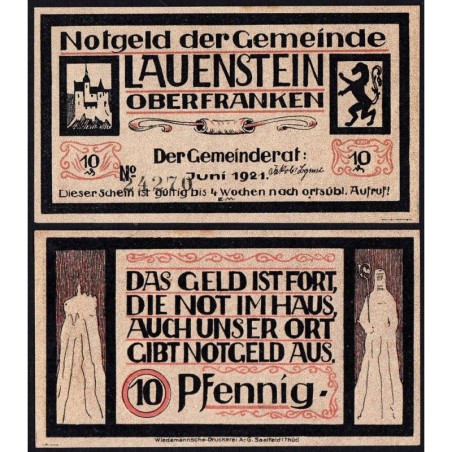 Notgeld der Gemeinde
LAUENSTEIN
OBERFRANKEN
10 Der Gemeinderat: 10
No 24276 Juni 1921.
Dieser Schein ist gültig bis 4 Wochen nach ortsübl. Aufruf!
DAS GELD IST FORT,
DIE NOT IM HAUS,
AUCH UNSER ORT
GIBT NOTGELD AUS.
10 Pfennig.
Wiedemannsche-Druckerei A-G. Saalfeld (Thür)